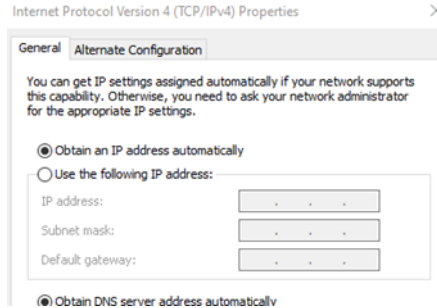 Internet Protocol Version 4 (TCP/IPv4) Properties
General Alternate Configuration
You can get IP settings assigned automatically if your network supports
this capability. Otherwise, you need to ask your network administrator
for the appropriate IP settings.
Obtain an IP address automatically
Use the following IP address:
IP address:
Subnet mask:
Default gateway:
Obtain DNS server address automatically